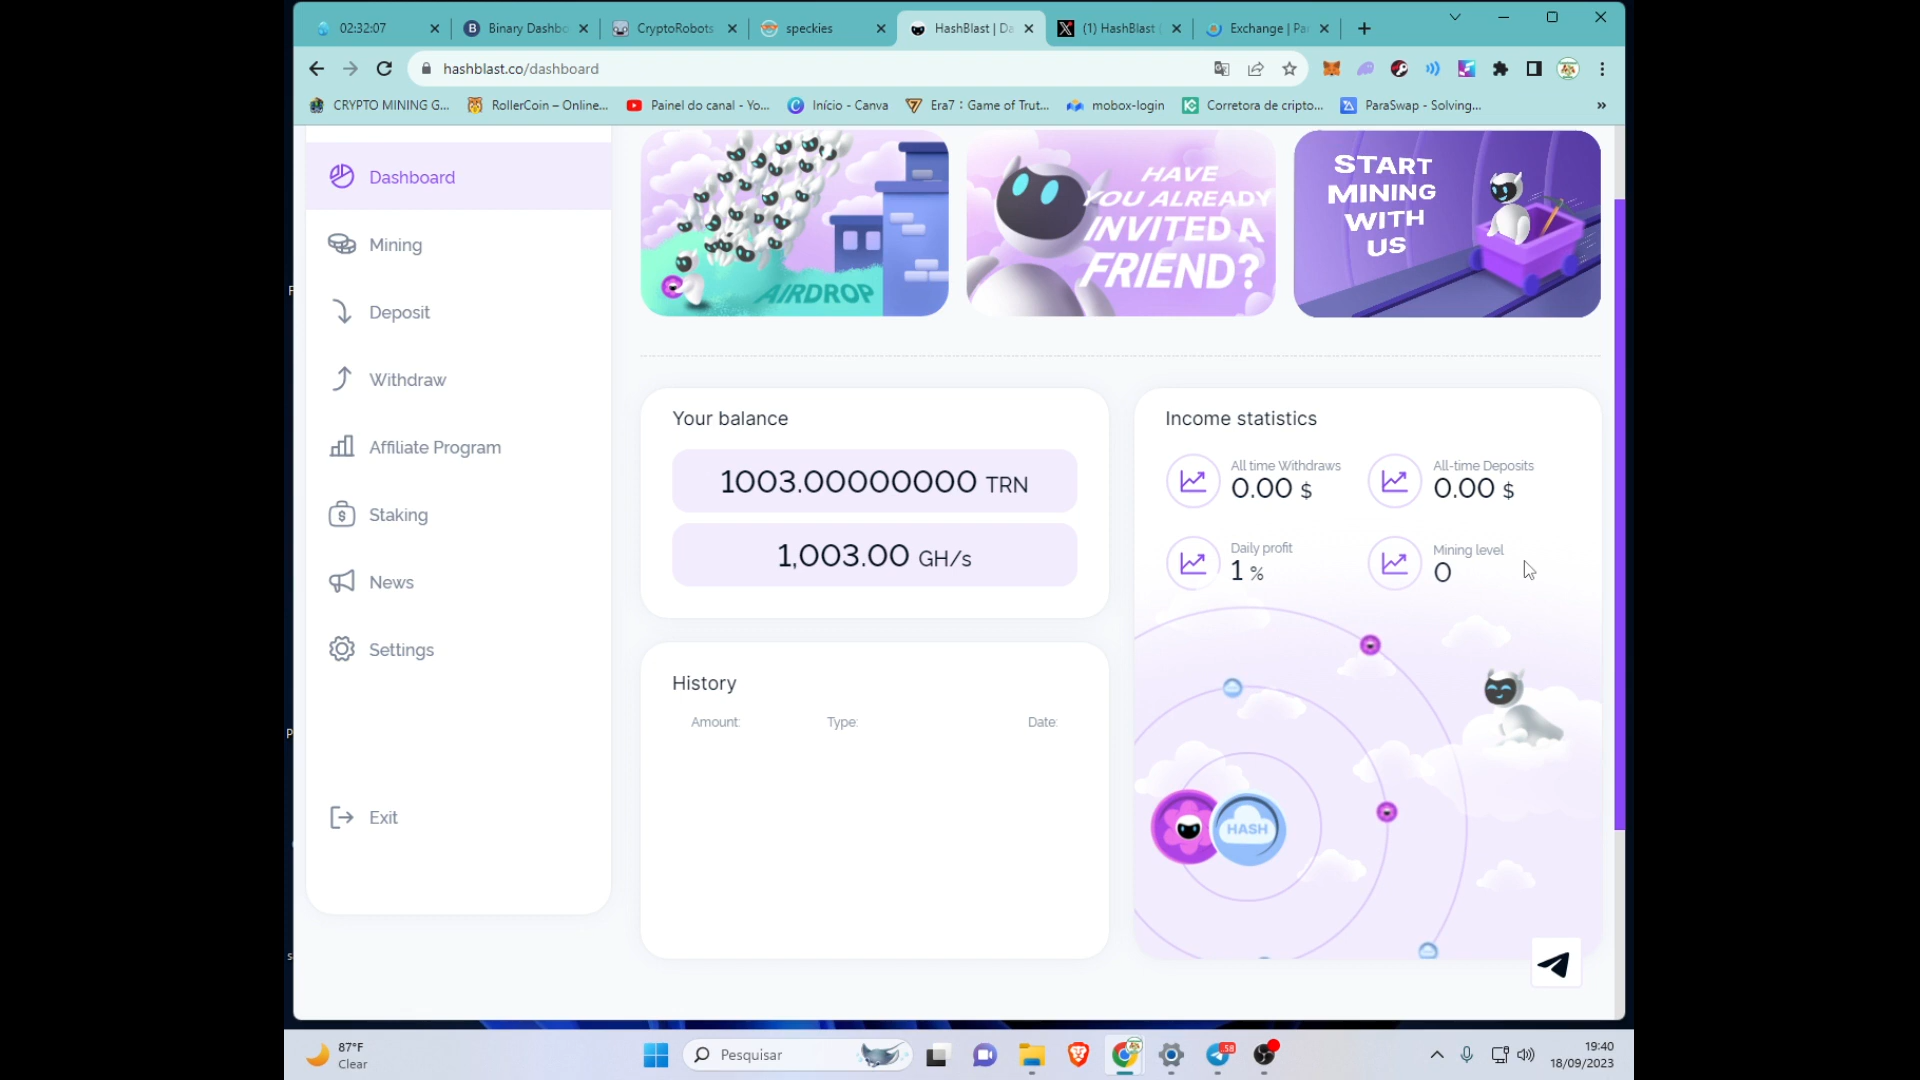 02:32:07
Binary Dashbo
CryptoRobots
speckies
HashBlast | Da
(1) HashBlast
Exchange | Pa
hashblast.co/dashboard
CRYPTO MINING G...
RollerCoin – Online...
Painel do canal - Yo...
Início - Canva
Era7 : Game of Trut...
mobox-login
Corretora de cripto...
ParaSwap - Solving...
Dashboard
Mining
Deposit
Withdraw
Affiliate Program
Staking
News
Settings
Exit
AIRDROP
HAVE
YOU ALREADY
INVITED A
FRIEND?
START
MINING
WITH
US
Your balance
1003.00000000 TRN
1,003.00 GH/s
Income statistics
All time Withdraws
0.00 $
All-time Deposits
0.00 $
Daily profit
1 %
Mining level
0
HASH
History
Amount:
Type:
Date:
87°F
Clear
Pesquisar
58
19:40
18/09/2023